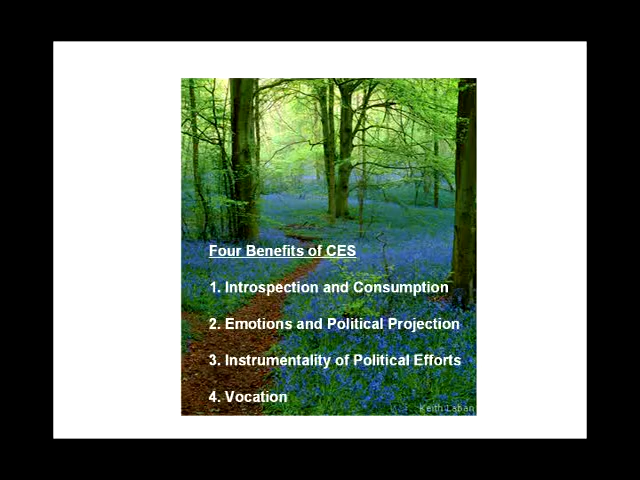 Four Benefits of CES
1. Introspection and Consumption
2. Emotions and Political Projection
3. Instrumentality of Political Efforts
4. Vocation
Keith Laban